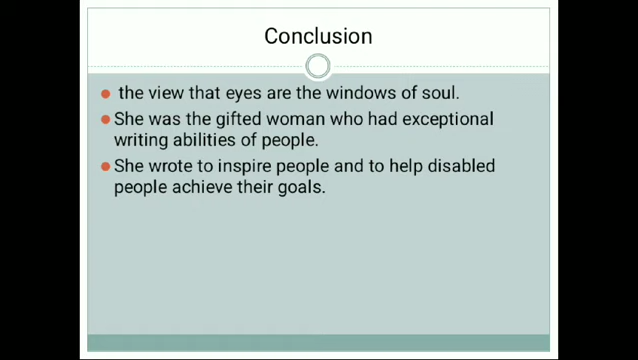 Conclusion
the view that eyes are the windows of soul.
She was the gifted woman who had exceptional
writing abilities of people.
She wrote to inspire people and to help disabled
people achieve their goals.